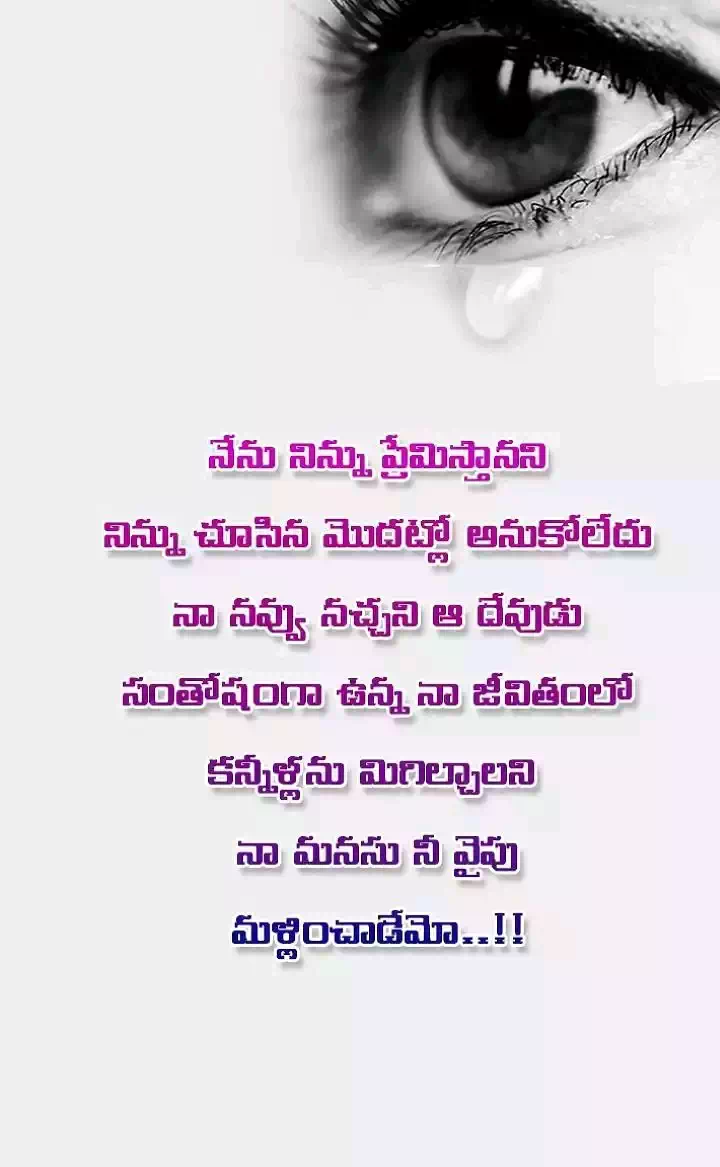 నేను నిన్ను ప్రేమిస్తానని
నిన్ను చూసిన మొదట్లో అనుకోలేదు
నా నవ్వు నచ్చని ఆ దేవుడు
సంతోషంగా ఉన్న నా జీవితంలో
కన్నీళ్లను మిగిల్చాలని
నా మనసు నీ వైపు
మళ్లించాడేమో..!!